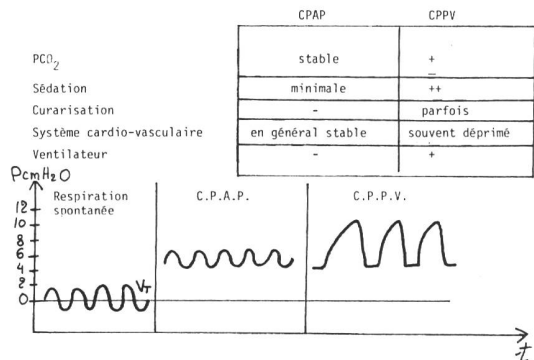 CPAP CPPV
PCO2 stable +
Sédation minimale ++
Curarisation - parfois
Système cardio-vasculaire en général stable souvent déprimé
Ventilateur - +
PcmH2O
Respiration spontanée
C.P.A.P.
C.P.P.V.
12
10
8
6
4
2
0
VT
t.